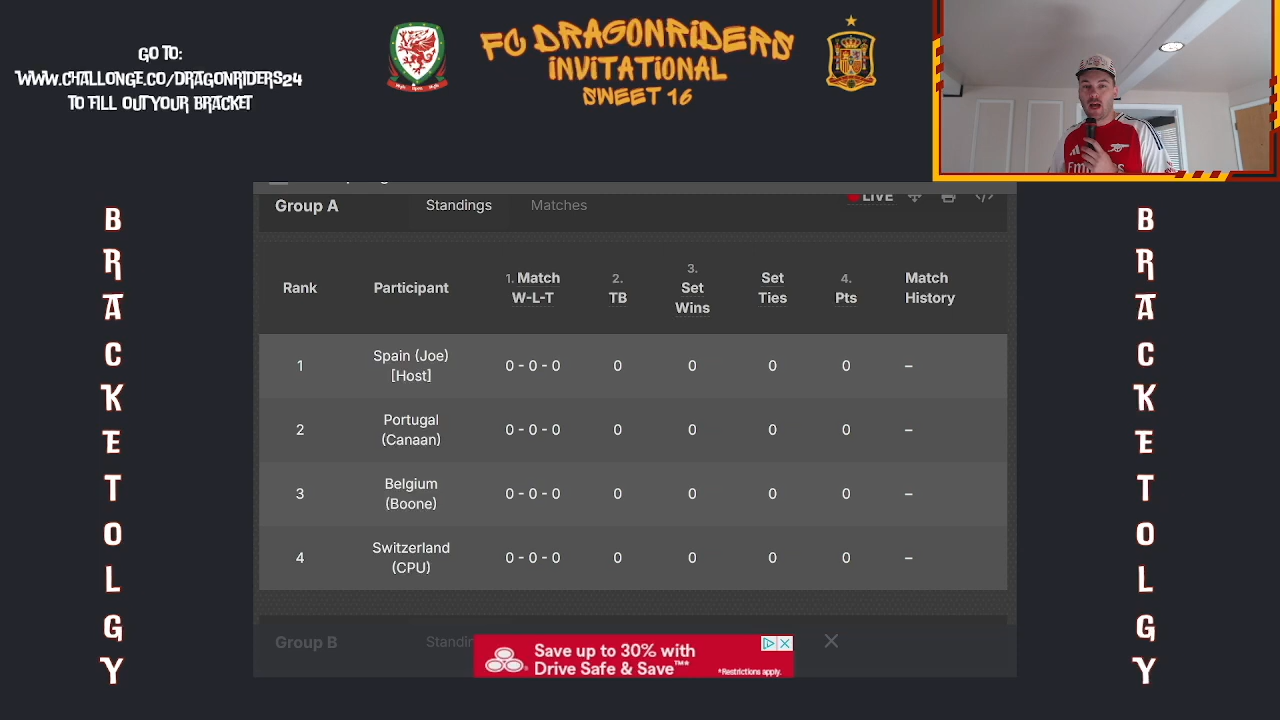 GO TO:
WWW.CHALLONGE.CO/DRAGONRIDERS24
TO FILL OUT YOUR BRACKET
FC DRAGONRIDERS
INVITATIONAL
SWEET 16
BRACKETOLGY
BRACKETOLGY
Group A Standings Matches LIVE
Rank Participant 1. Match W-L-T 2. TB 3. Set Wins Set Ties 4. Pts Match History
1 Spain (Joe) [Host] 0 - 0 - 0 0 0 0 0 –
2 Portugal (Canaan) 0 - 0 - 0 0 0 0 0 –
3 Belgium (Boone) 0 - 0 - 0 0 0 0 0 –
4 Switzerland (CPU) 0 - 0 - 0 0 0 0 0 –
Group B
Save up to 30% with
Drive Safe & Save™*
*Restrictions apply.